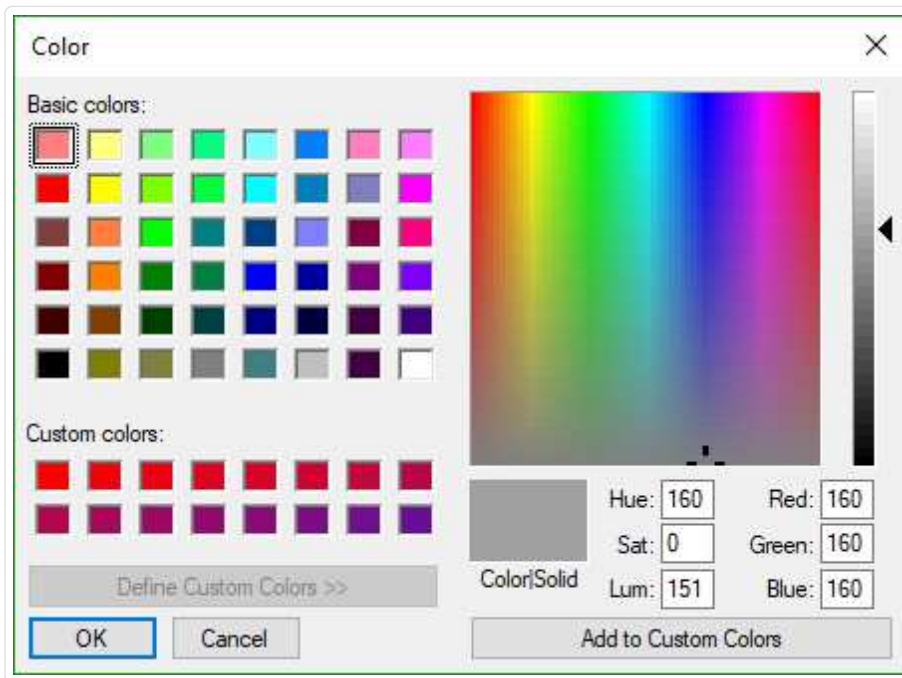 Color
Basic colors:
Custom colors:
Define Custom Colors >>
OK Cancel
Color|Solid
Hue: 160 Red: 160
Sat: 0 Green: 160
Lum: 151 Blue: 160
Add to Custom Colors